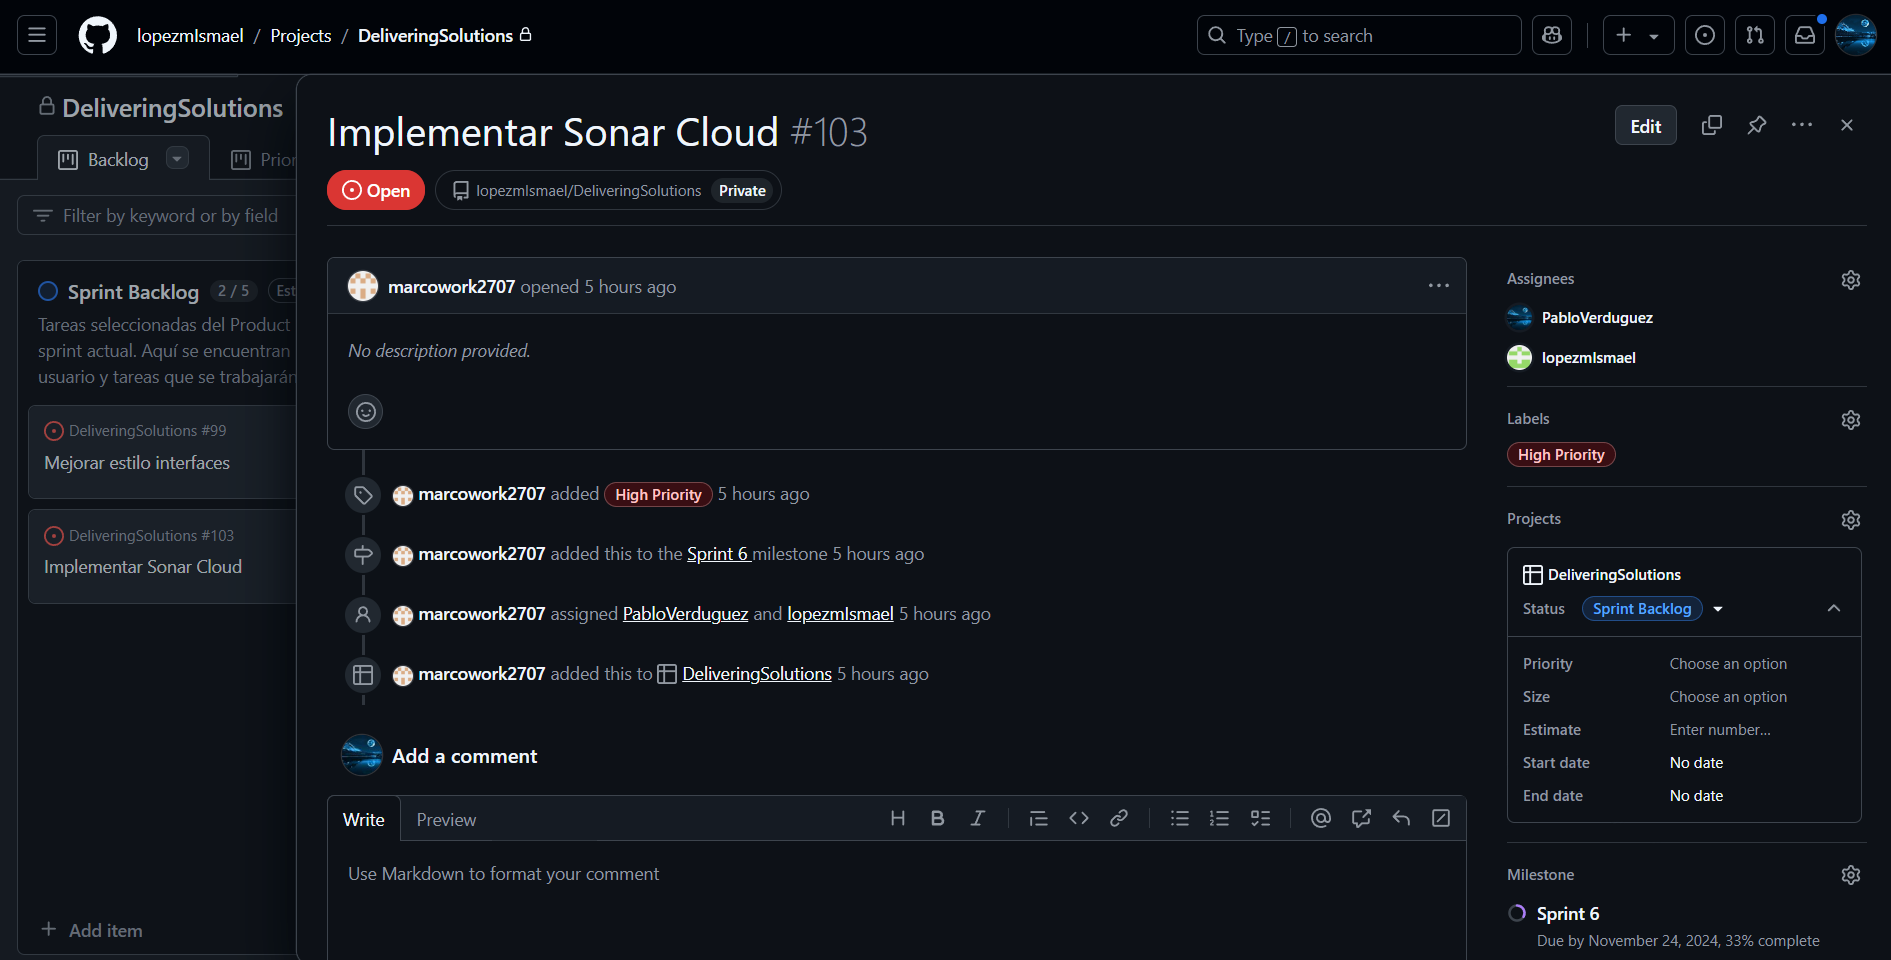 lopezmIsmael / Projects / DeliveringSolutions
Type / to search
DeliveringSolutions
Backlog
Prior
Filter by keyword or by field
Sprint Backlog 2 / 5 Est
Tareas seleccionadas del Product
sprint actual. Aquí se encuentran
usuario y tareas que se trabajarán
DeliveringSolutions #99
Mejorar estilo interfaces
DeliveringSolutions #103
Implementar Sonar Cloud
+ Add item
Implementar Sonar Cloud #103
Edit
Open
lopezmIsmael/DeliveringSolutions Private
marcowork2707 opened 5 hours ago
No description provided.
marcowork2707 added High Priority 5 hours ago
marcowork2707 added this to the Sprint 6 milestone 5 hours ago
marcowork2707 assigned PabloVerduguez and lopezmIsmael 5 hours ago
marcowork2707 added this to DeliveringSolutions 5 hours ago
Add a comment
Write Preview
Use Markdown to format your comment
Assignees
PabloVerduguez
lopezmIsmael
Labels
High Priority
Projects
DeliveringSolutions
Status Sprint Backlog
Priority Choose an option
Size Choose an option
Estimate Enter number...
Start date No date
End date No date
Milestone
Sprint 6
Due by November 24, 2024, 33% complete